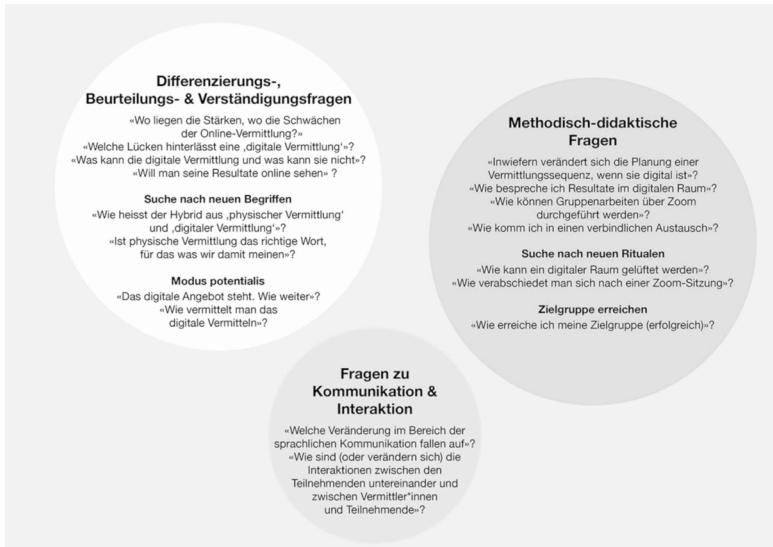 Differenzierungs-,
Beurteilungs- & Verständigungsfragen
«Wo liegen die Stärken, wo die Schwächen
der Online-Vermittlung?»
«Welche Lücken hinterlässt eine ‚digitale Vermittlung‘»?
«Was kann die digitale Vermittlung und was kann sie nicht»?
«Will man seine Resultate online sehen» ?
Suche nach neuen Begriffen
«Wie heisst der Hybrid aus ‚physischer Vermittlung‘
und ‚digitaler Vermittlung‘»?
«Ist physische Vermittlung das richtige Wort,
für das was wir damit meinen»?
Modus potentialis
«Das digitale Angebot steht. Wie weiter»?
«Wie vermittelt man das
digitale Vermitteln»?
Methodisch-didaktische
Fragen
«Inwiefern verändert sich die Planung einer
Vermittlungssequenz, wenn sie digital ist»?
«Wie bespreche ich Resultate im digitalen Raum»?
«Wie können Gruppenarbeiten über Zoom
durchgeführt werden»?
«Wie komm ich in einen verbindlichen Austausch»?
Suche nach neuen Ritualen
«Wie kann ein digitaler Raum gelüftet werden»?
«Wie verabschiedet man sich nach einer Zoom-Sitzung»?
Zielgruppe erreichen
«Wie erreiche ich meine Zielgruppe (erfolgreich)»?
Fragen zu
Kommunikation &
Interaktion
«Welche Veränderung im Bereich der
sprachlichen Kommunikation fallen auf»?
«Wie sind (oder verändern sich) die
Interaktionen zwischen den
Teilnehmenden untereinander und
zwischen Vermittler*innen
und Teilnehmende»?